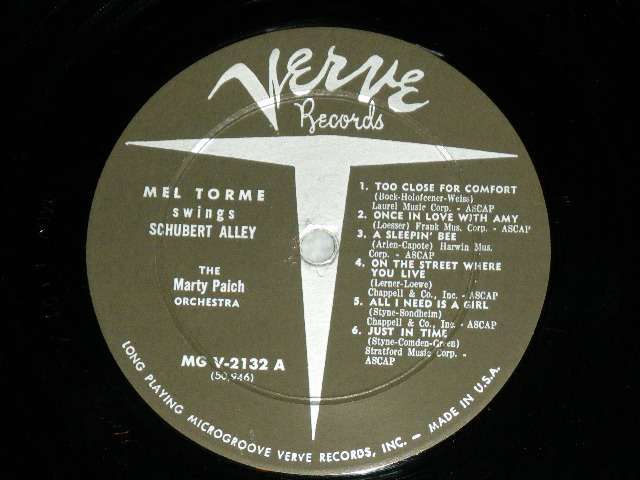 Verve
Records
MEL TORME
swings
SCHUBERT ALLEY
THE
Marty Paich
ORCHESTRA
MG V-2132 A
(50,946)
1. TOO CLOSE FOR COMFORT
(Bock-Holofcener-Weiss)
Laurel Music Corp. - ASCAP
2. ONCE IN LOVE WITH AMY
(Loesser) Frank Mus. Corp. - ASCAP
3. A SLEEPIN' BEE
(Arlen-Capote) Harwin Mus.
Corp. - ASCAP
4. ON THE STREET WHERE
YOU LIVE
(Lerner-Loewe)
Chappell & Co., Inc. - ASCAP
5. ALL I NEED IS A GIRL
(Styne-Sondheim)
Chappell & Co., Inc - ASCAP
6. JUST IN TIME
(Styne-Comden-Green)
Stratford Music Corp. -
ASCAP
LONG PLAYING MICROGROOVE VERVE RECORDS, INC. – MADE IN U.S.A.